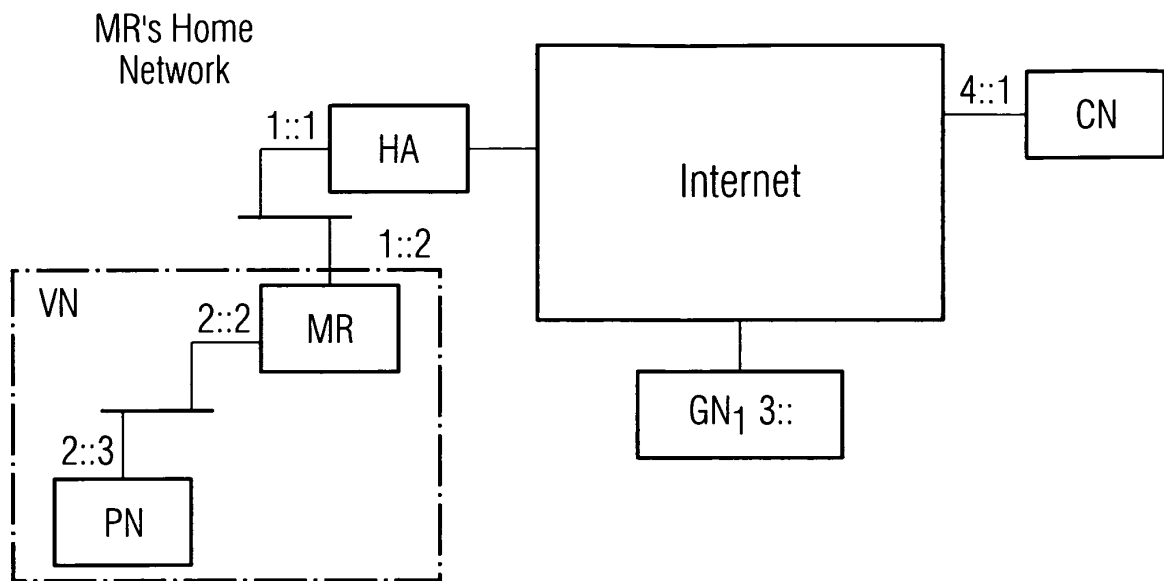 MR's Home
Network
1::1
HA
Internet
4::1
CN
1::2
VN
2::2
MR
GN1 3::
2::3
PN